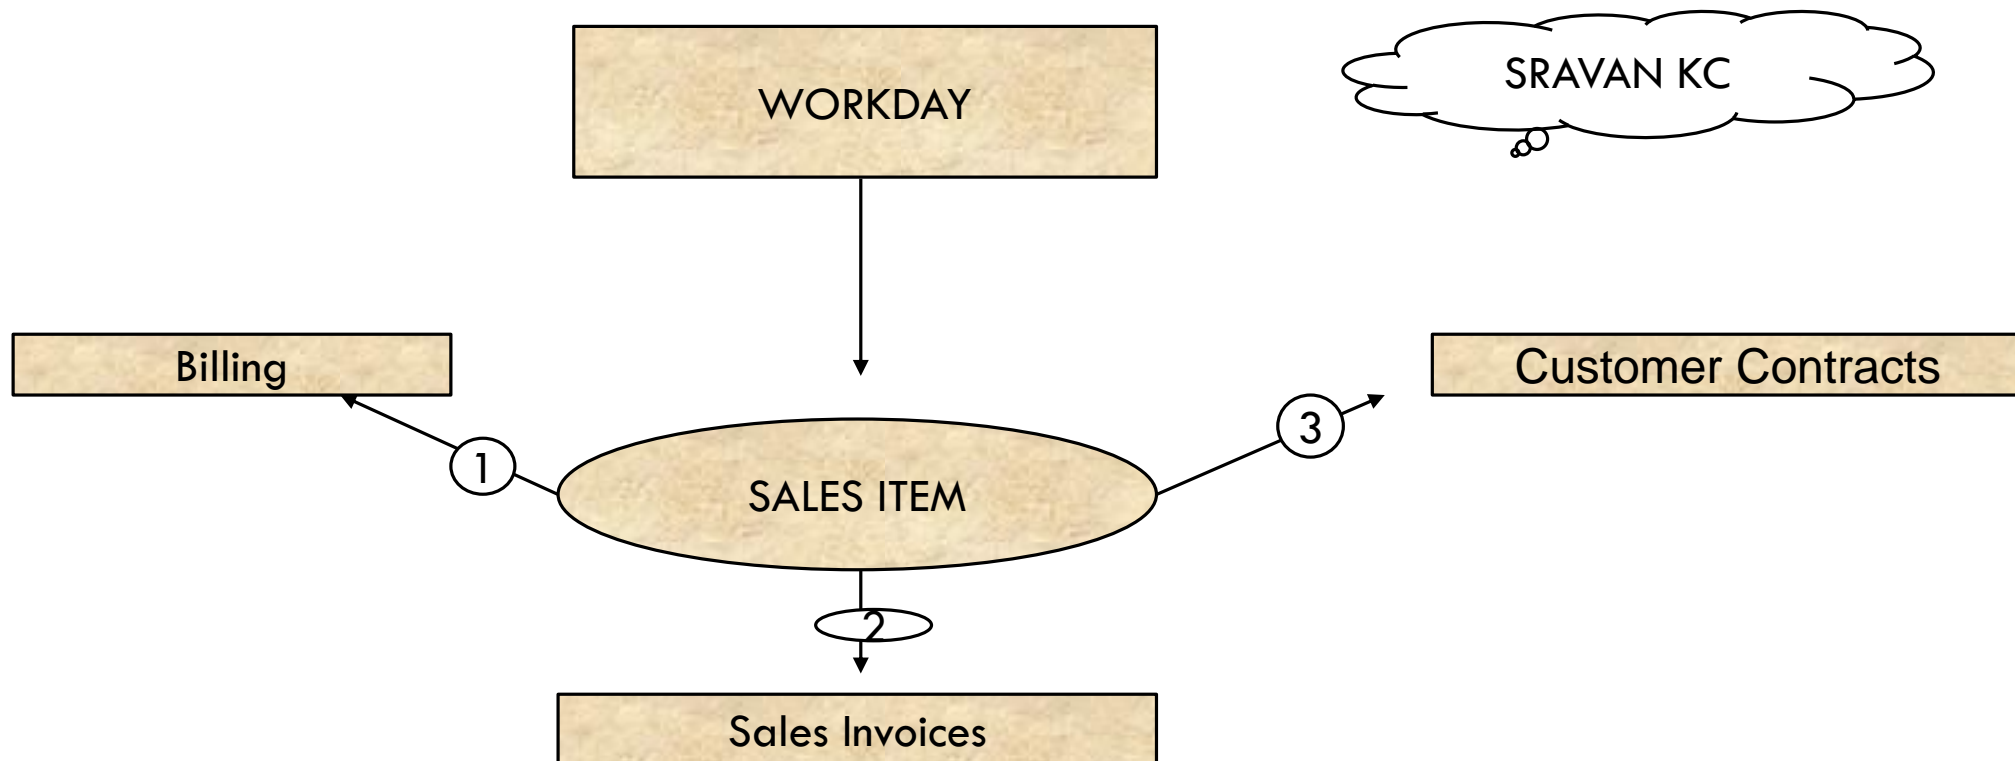 WORKDAY
SRAVAN KC
Billing
Customer Contracts
1
3
SALES ITEM
2
Sales Invoices